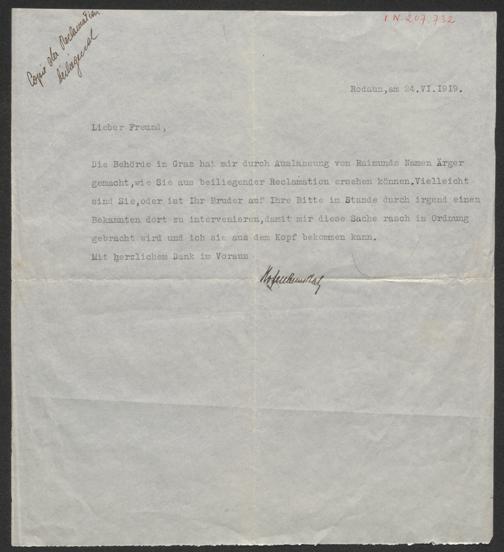 I.N. 207.732
Copie der Reclamation
beiliegend
Rodaun,am 24.VI.1919.
Lieber Freund,
Die Behörde in Graz hat mir durch Auslassung von Raimunds Namen Ärger
gemacht,wie Sie aus beiliegender Reclamation ersehen können.Vielleicht
sind Sie,oder ist Ihr Bruder auf Ihre Bitte in Stande durch irgend einen
Bekannten dort zu intervenieren,damit mir diese Sache rasch in Ordnung
gebracht wird und ich sie aus dem Kopf bekommen kann.
Mit herzlichem Dank im Voraus
Hofmannsthal